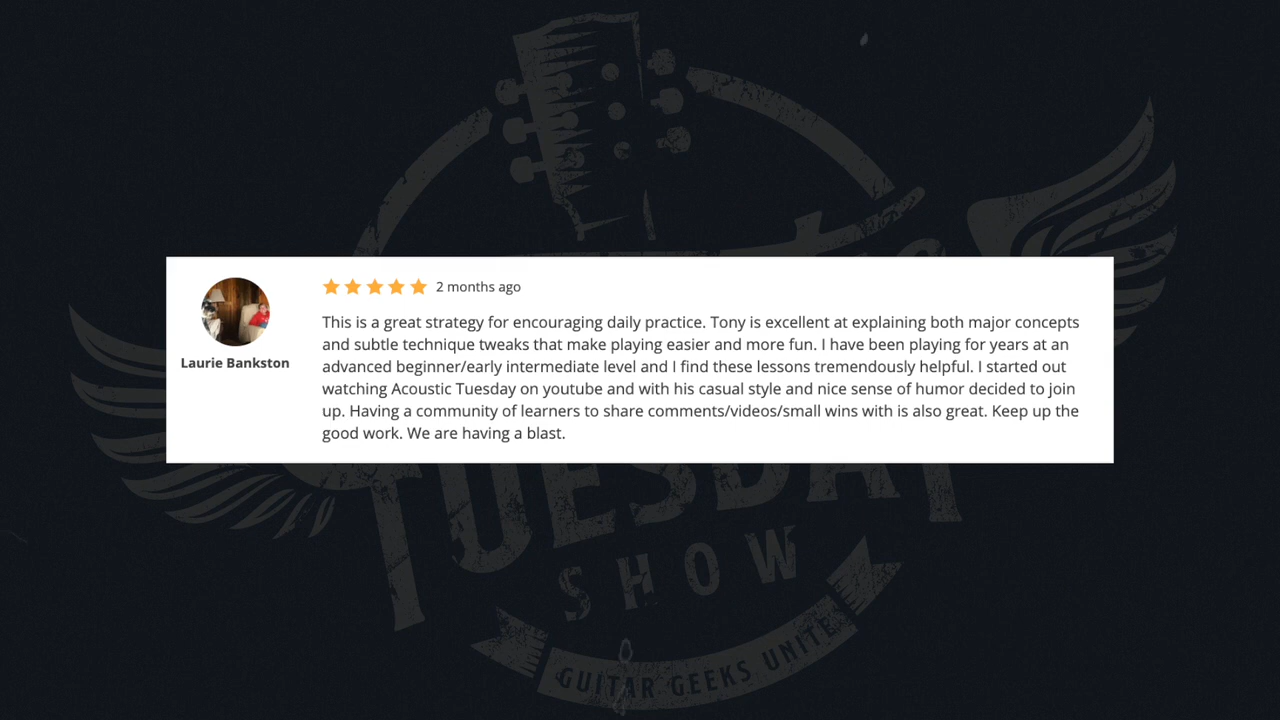 2 months ago
This is a great strategy for encouraging daily practice. Tony is excellent at explaining both major concepts
and subtle technique tweaks that make playing easier and more fun. I have been playing for years at an
advanced beginner/early intermediate level and I find these lessons tremendously helpful. I started out
watching Acoustic Tuesday on youtube and with his casual style and nice sense of humor decided to join
up. Having a community of learners to share comments/videos/small wins with is also great. Keep up the
good work. We are having a blast.
Laurie Bankston
TUESDAY
SHOW
GUITAR GEEKS UNITE